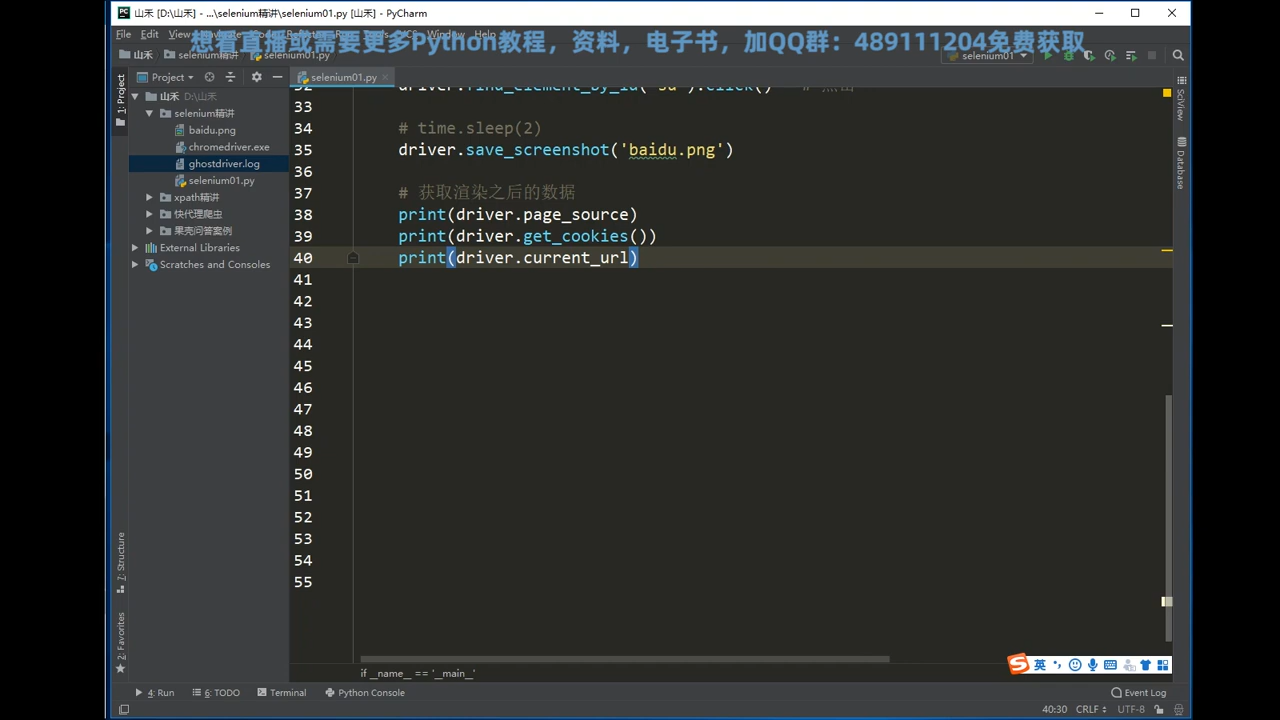 山禾 [D:\山禾] - ...\selenium精讲\selenium01.py [山禾] - PyCharm
File Edit View Window Help
想看直播或需要更多Python教程，资料，电子书，加QQ群：489111204免费获取
山禾 selenium精讲 selenium01.py selenium01
Project selenium01.py
1: Project
山禾 D:\山禾
selenium精讲
baidu.png
chromedriver.exe
ghostdriver.log
selenium01.py
xpath精讲
快代理爬虫
果壳问答案例
External Libraries
Scratches and Consoles
7: Structure
2: Favorites
SciView
Database
32 driver.find_element_by_id("su").click() # 点击
33
34 # time.sleep(2)
35 driver.save_screenshot('baidu.png')
36
37 # 获取渲染之后的数据
38 print(driver.page_source)
39 print(driver.get_cookies())
40 print(driver.current_url)
41
42
43
44
45
46
47
48
49
50
51
52
53
54
55
英
if __name__ == '__main__'
4: Run 6: TODO Terminal Python Console Event Log
40:30 CRLF UTF-8